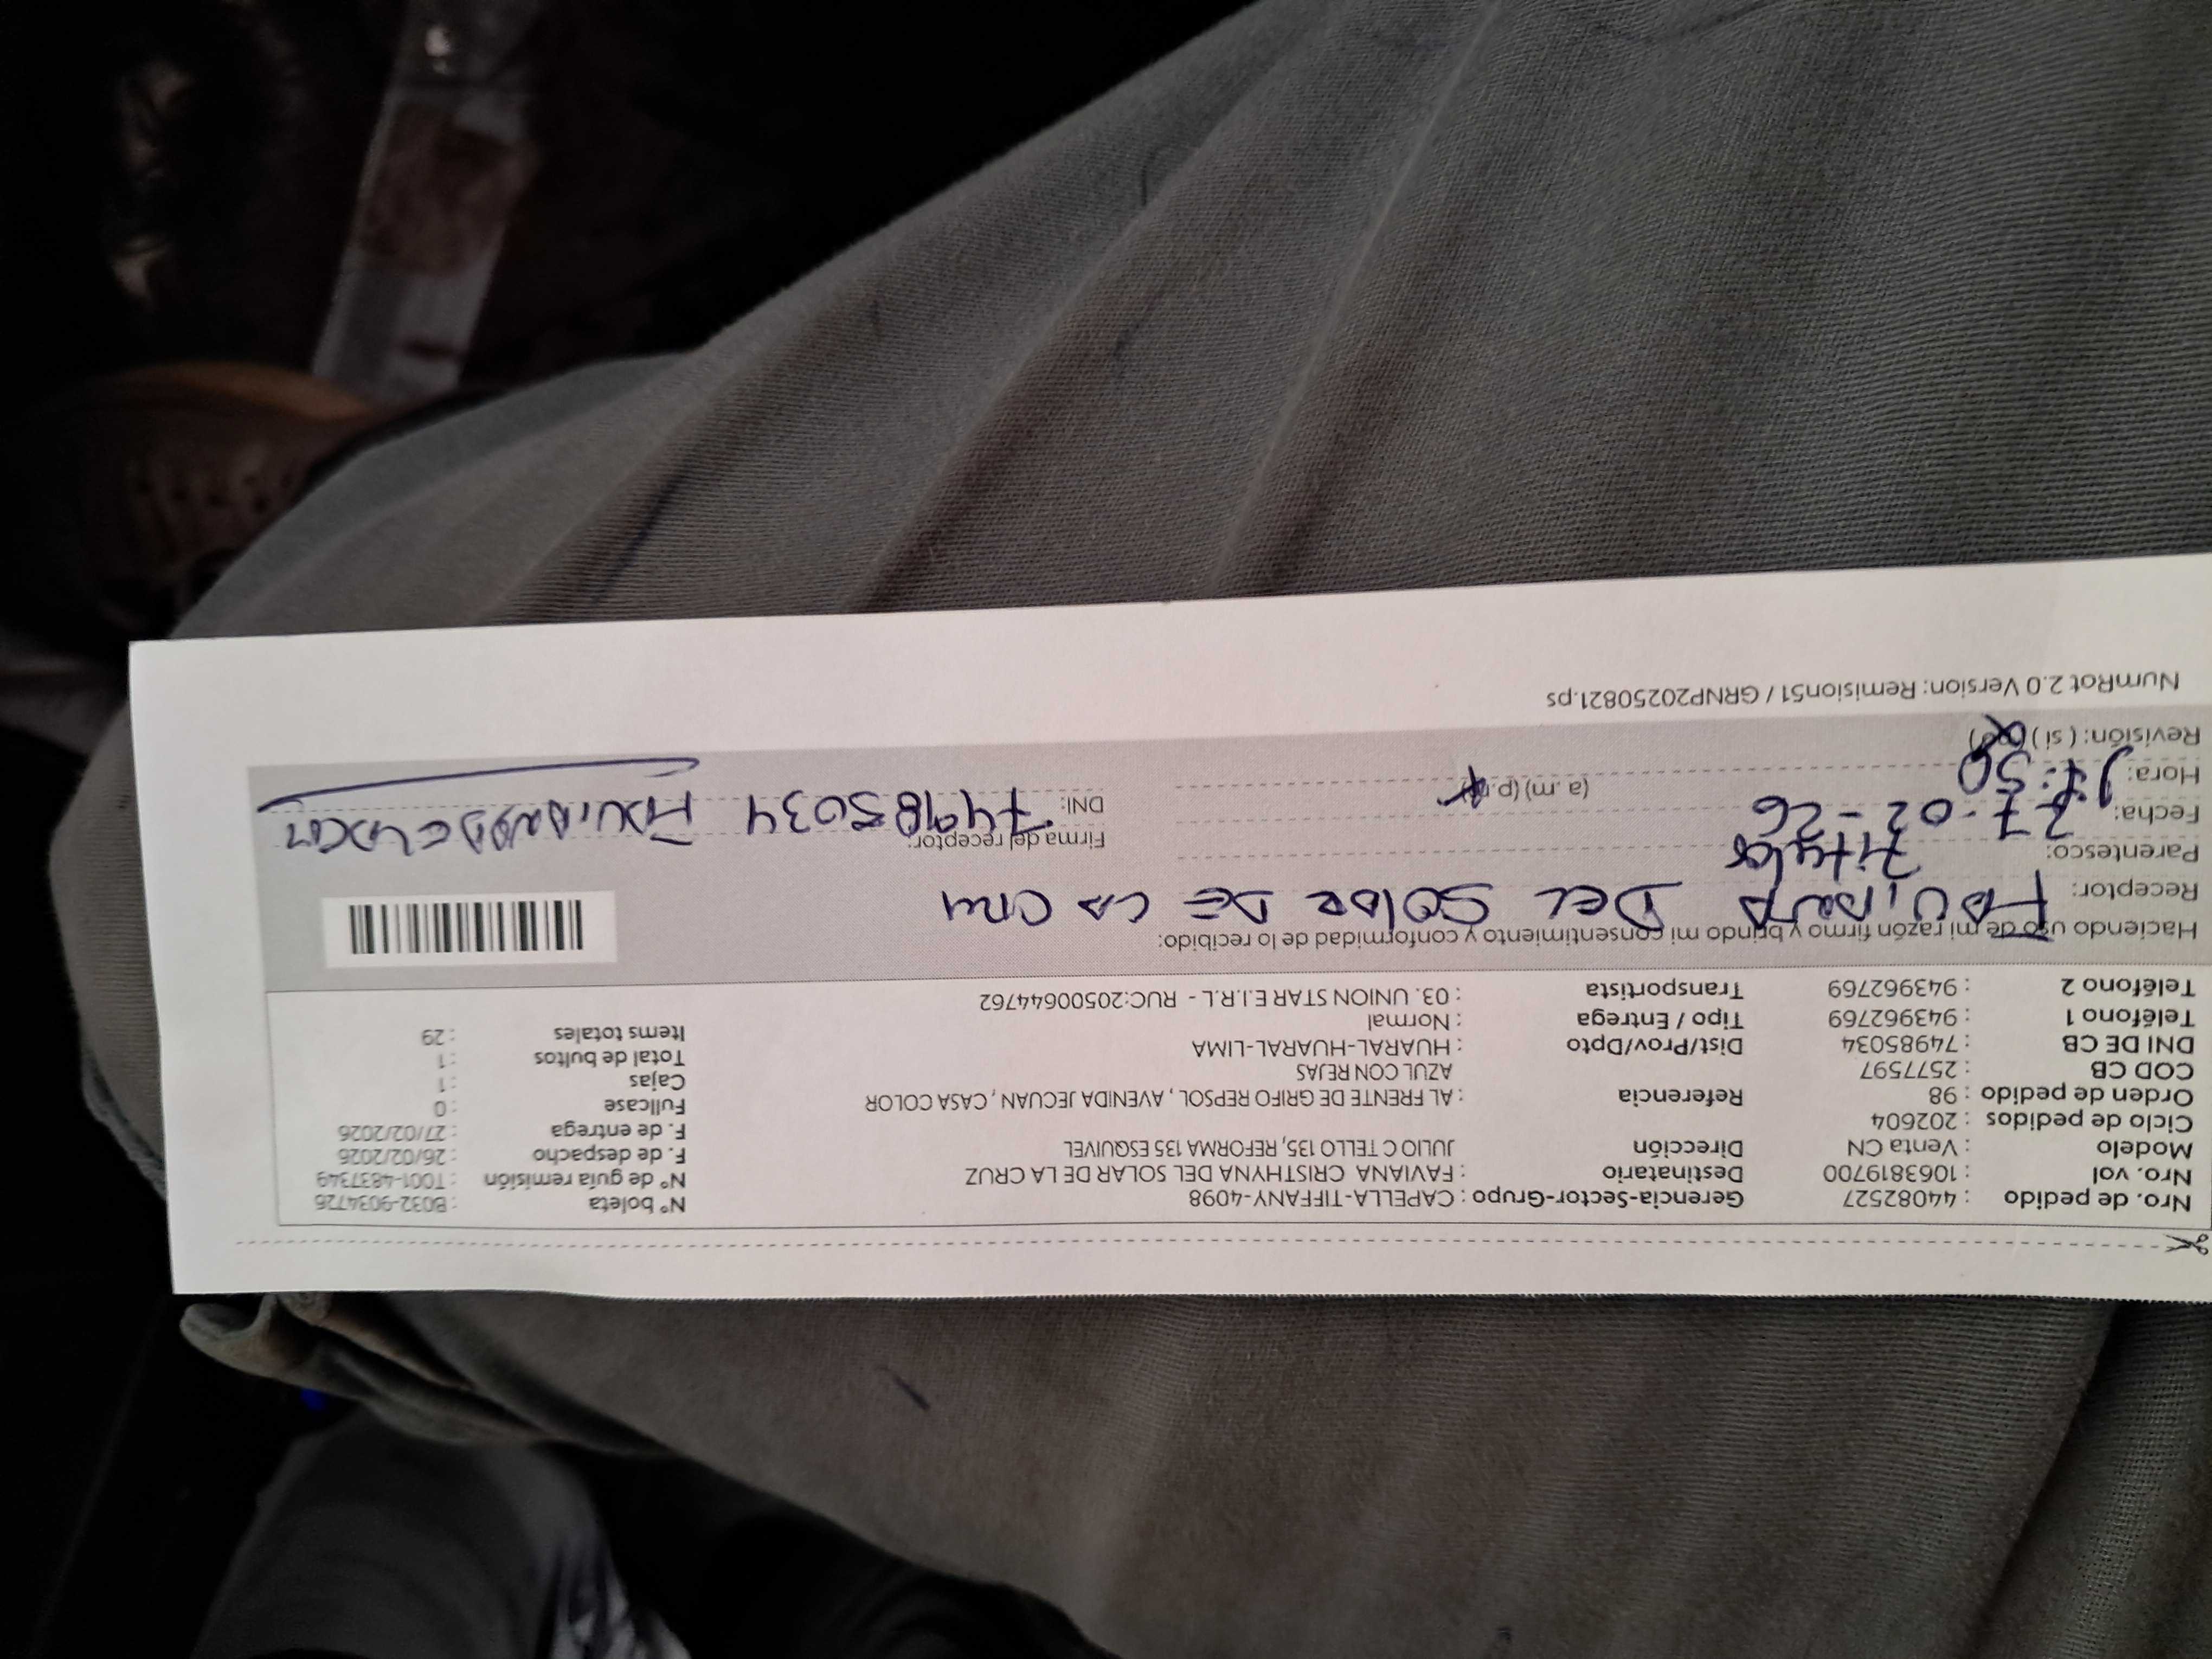 Nro. de pedido : 44082527 Gerencia-Sector-Grupo : CAPELLA-TIFFANY-4098 N° boleta : B032-9034726
Nro. vol : 1063819700 Destinatario : FAVIANA CRISTHYNA DEL SOLAR DE LA CRUZ N° de guía remisión : T001-4837349
Modelo : Venta CN Dirección JULIO C TELLO 135, REFORMA 135 ESQUIVEL F. de despacho : 26/02/2026
Ciclo de pedidos : 202604 F. de entrega : 27/02/2026
Orden de pedido : 98 Referencia : AL FRENTE DE GRIFO REPSOL , AVENIDA JECUAN , CASA COLOR Fullcase : 0
COD CB : 2577597 AZUL CON REJAS Cajas : 1
DNI DE CB : 74985034 Dist/Prov/Dpto : HUARAL-HUARAL-LIMA Total de bultos : 1
Teléfono 1 : 943962769 Tipo / Entrega : Normal Items totales : 29
Teléfono 2 : 943962769 Transportista : 03. UNION STAR E.I.R.L - RUC:20500644762
Haciendo uso de mi razón firmo y brindo mi consentimiento y conformidad de lo recibido:
Receptor: FAVIANA DEL SOLAR DE LA CRUZ
Parentesco: Titular
Fecha: 27-02-26 Firma del receptor:
Hora: 17:50 (a.m) (p.m) DNI: 74985034
Revisión: ( si ) (no)
NumRot 2.0 Version: Remision51 / GRNP20250821.ps